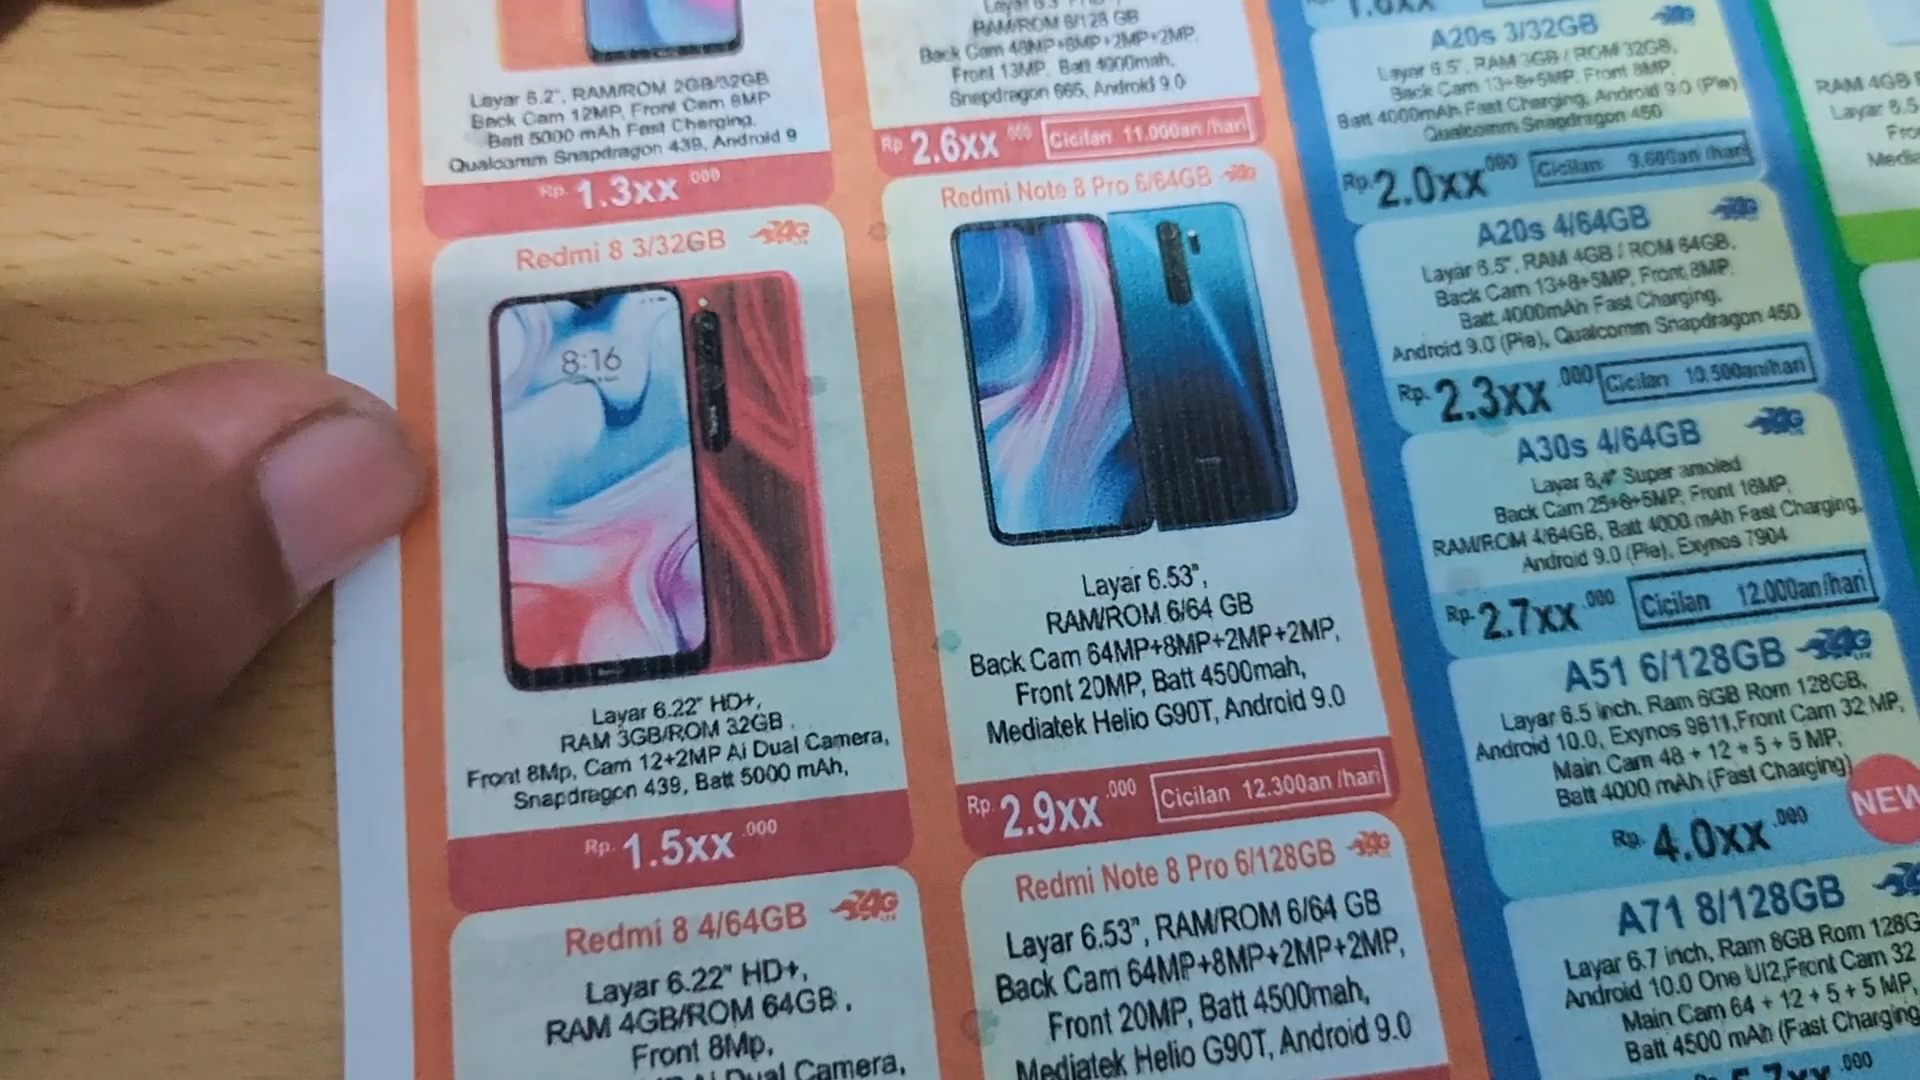 Layar 6.2", RAM/ROM 2GB/32GB
Back Cam 12MP, Front Cam 8MP
Batt 5000 mAh Fast Charging,
Qualcomm Snapdragon 439, Android 9
Rp. 1.3xx .000
Redmi 8 3/32GB 4G
8:16
Layar 6.22" HD+,
RAM 3GB/ROM 32GB .
Front 8Mp, Cam 12+2MP Ai Dual Camera,
Snapdragon 439, Batt 5000 mAh,
Rp. 1.5xx .000
Redmi 8 4/64GB 4G LTE
Layar 6.22" HD+,
RAM 4GB/ROM 64GB .
Front 8Mp,
Dual Camera,
Layar 6.3"
RAM/ROM 6/128 GB
Back Cam 48MP+8MP+2MP+2MP,
Front 13MP, Batt 4000mah,
Snapdragon 665, Android 9.0
Rp 2.6xx .000 Cicilan 11.000an /hari
Redmi Note 8 Pro 6/64GB 4G
Layar 6.53",
RAM/ROM 6/64 GB
Back Cam 64MP+8MP+2MP+2MP,
Front 20MP, Batt 4500mah,
Mediatek Helio G90T, Android 9.0
Rp. 2.9xx .000 Cicilan 12.300an /hari
Redmi Note 8 Pro 6/128GB 4G
Layar 6.53", RAM/ROM 6/64 GB
Back Cam 64MP+8MP+2MP+2MP,
Front 20MP, Batt 4500mah,
Mediatek Helio G90T, Android 9.0
A20s 3/32GB
Layar 6.5", RAM 3GB / ROM 32GB,
Back Cam 13+8+5MP, Front 8MP,
Batt 4000mAh Fast Charging, Android 9.0 (Pie)
Qualcomm Snapdragon 450
Rp. 2.0xx .000 Cicilan 9.600an /hari
A20s 4/64GB 4G
Layar 6.5", RAM 4GB / ROM 64GB,
Back Cam 13+8+5MP, Front 8MP,
Batt 4000mAh Fast Charging,
Android 9.0 (Pie), Qualcomm Snapdragon 450
Rp. 2.3xx .000 Cicilan 10.500an/hari
A30s 4/64GB 4G
Layar 6,4" Super amoled
Back Cam 25+8+5MP, Front 16MP,
RAM/ROM 4/64GB, Batt 4000 mAh Fast Charging,
Android 9.0 (Pie), Exynos 7904
Rp. 2.7xx .000 Cicilan 12.000an/hari
A51 6/128GB 4G LTE
Layar 6.5 inch, Ram 6GB Rom 128GB,
Android 10.0, Exynos 9611,Front Cam 32 MP,
Main Cam 48 + 12 + 5 + 5 MP,
Batt 4000 mAh (Fast Charging)
Rp. 4.0xx .000
NEW
A71 8/128GB
Layar 6.7 inch, Ram 8GB Rom 128G
Android 10.0 One UI2,Front Cam 32
Main Cam 64 + 12 + 5 + 5 MP,
Batt 4500 mAh (Fast Charging
.000
RAM 4GB
Layar 6.5